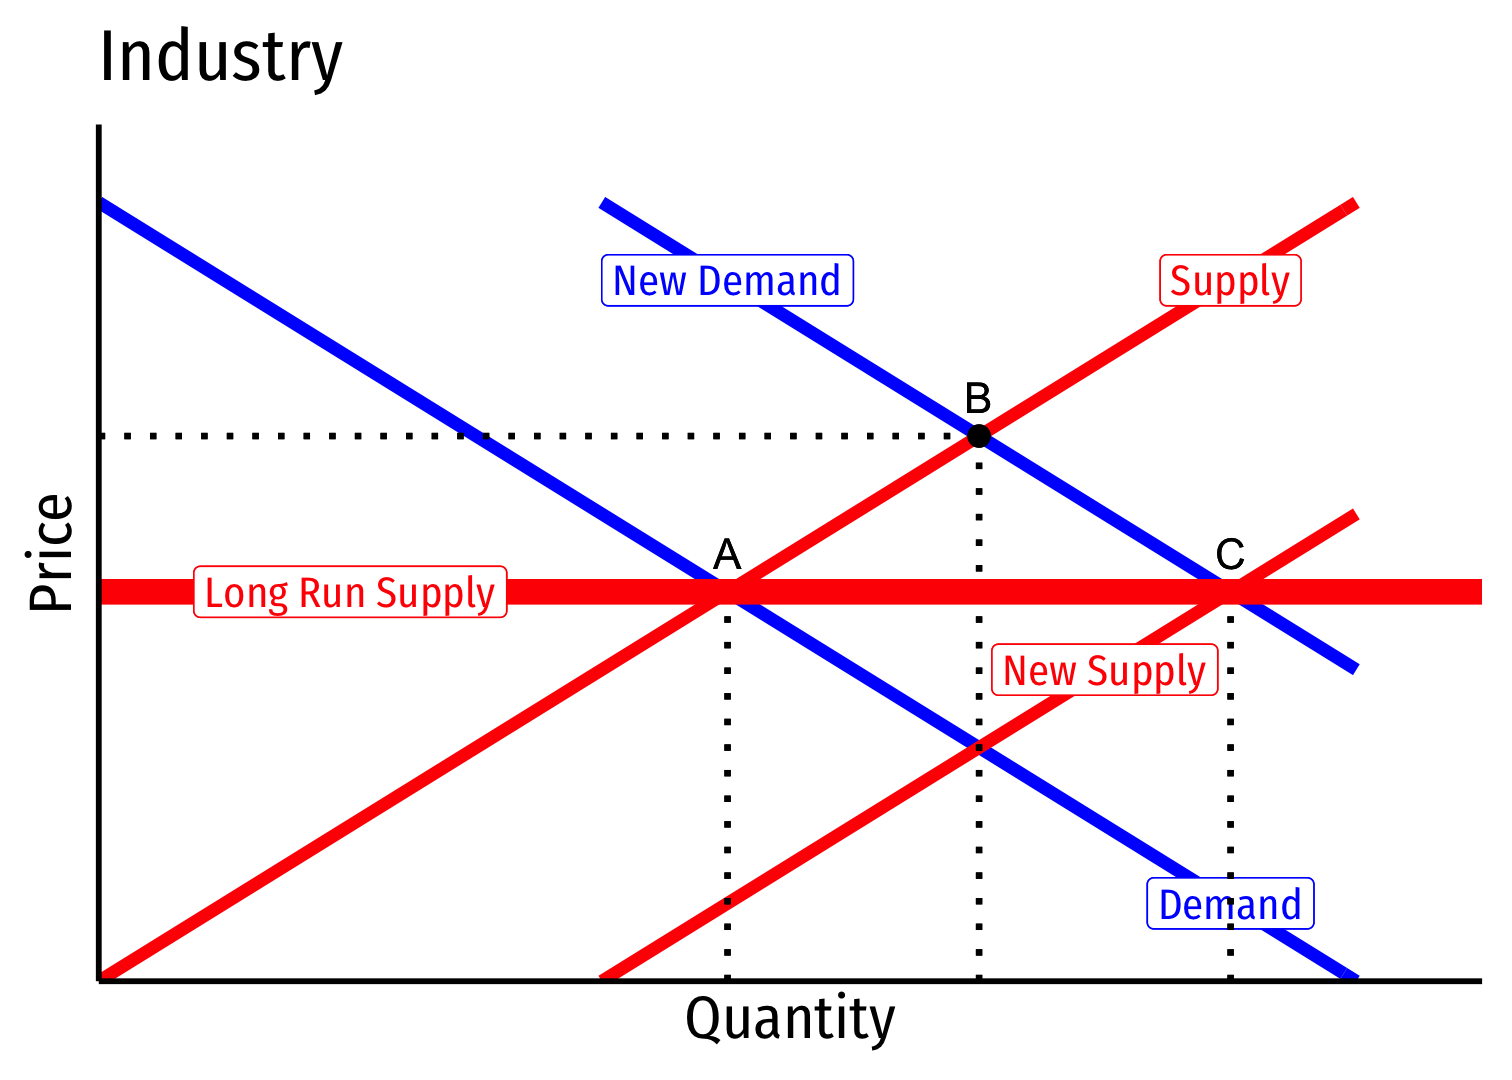 Industry
New Demand
Supply
B
A
C
Price
Long Run Supply
New Supply
Demand
Quantity